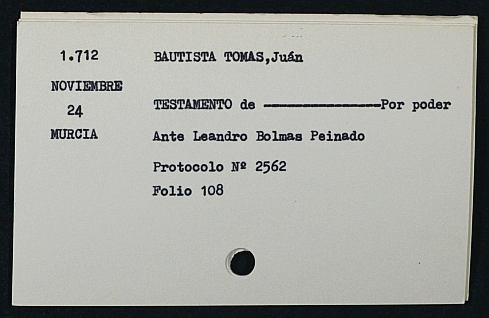 1.712 BAUTISTA TOMAS,Juán
NOVIEMBRE
24 TESTAMENTO de ------------------Por poder
MURCIA Ante Leandro Bolmas Peinado
Protocolo Nº 2562
Folio 108